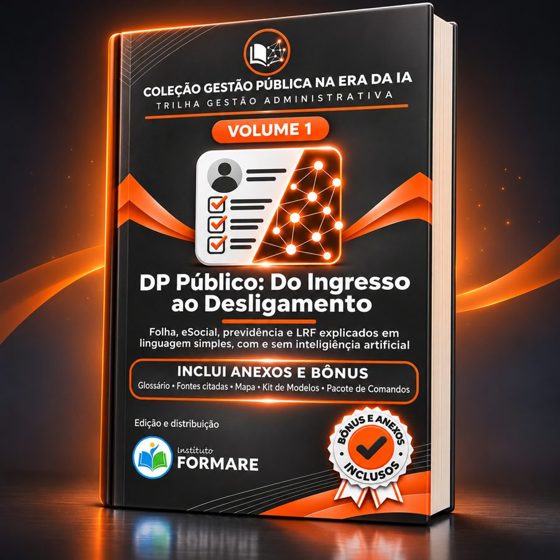 COLEÇÃO GESTÃO PÚBLICA NA ERA DA IA
TRILHA GESTÃO ADMINISTRATIVA
VOLUME 1
DP Público: Do Ingresso
ao Desligamento
Folha, eSocial, previdência e LRF explicados em
linguagem simples, com e sem inteligiência artificial
INCLUI ANEXOS E BÔNUS
Glossário • Fontes citadas • Mapa • Kit de Modelos • Pacote de Comandos
Edição e distribuição
Instituto
FORMARE
BÔNUS E ANEXOS
INCLUSOS